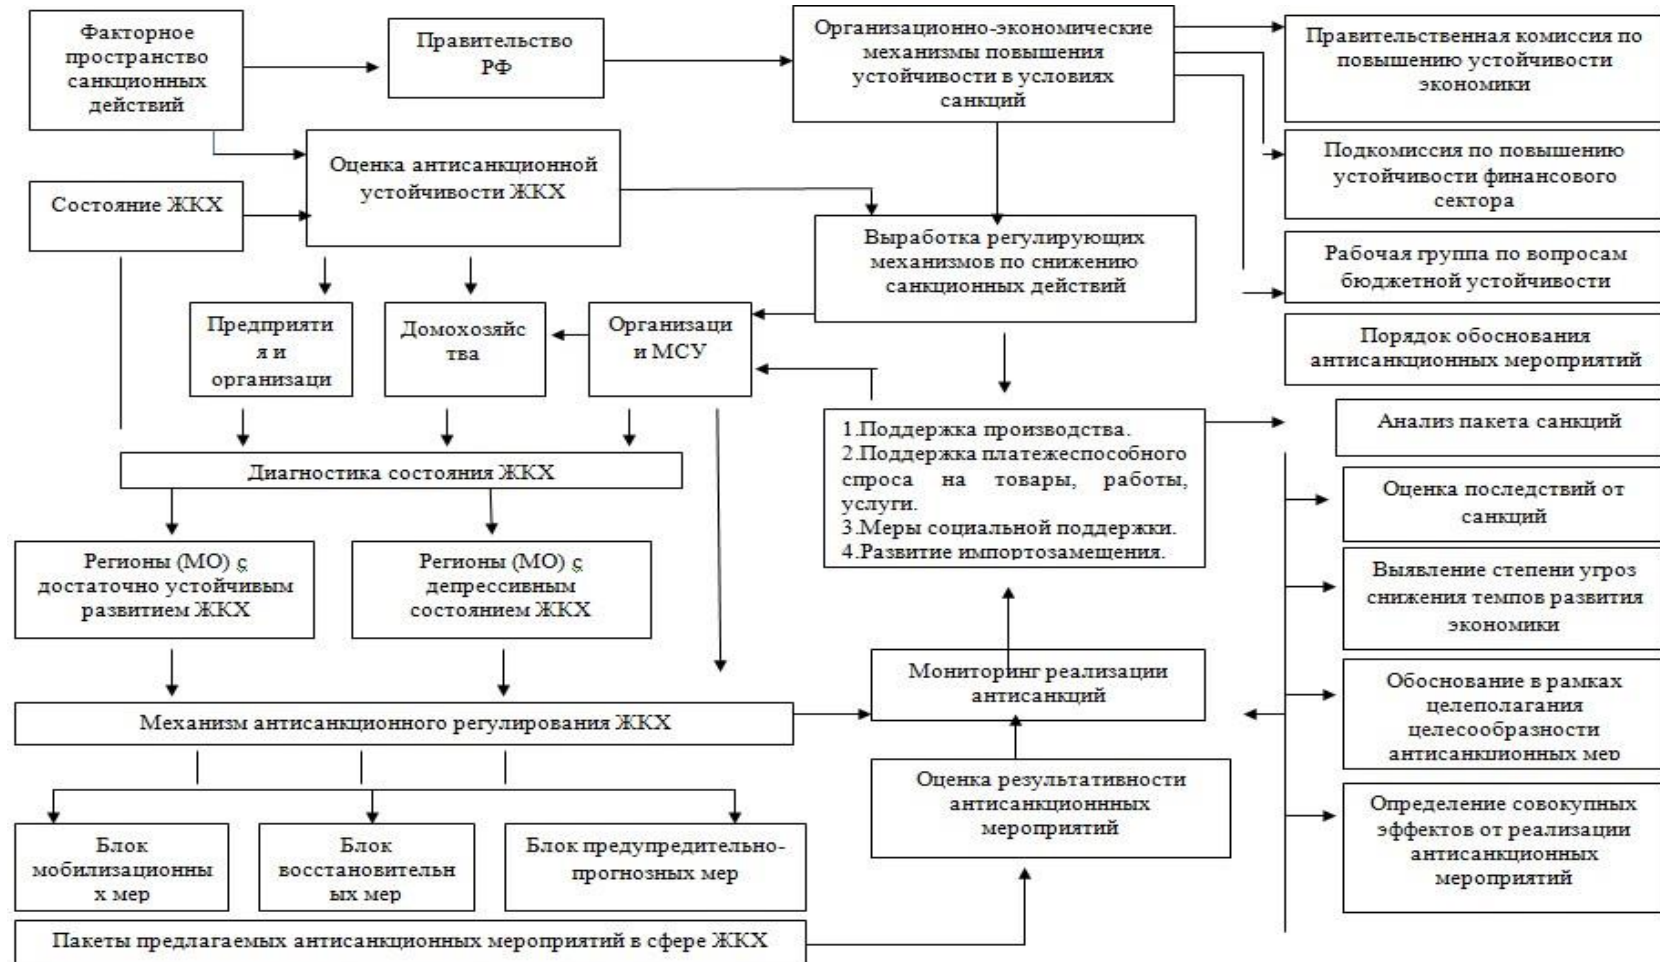 Факторное
пространство
санкционных
действий
Правительство
РФ
Организационно-экономические
механизмы повышения
устойчивости в условиях
санкций
Правительственная комиссия по
повышению устойчивости
экономики
Подкомиссия по повышению
устойчивости финансового
сектора
Рабочая группа по вопросам
бюджетной устойчивости
Порядок обоснования
антисанкционных мероприятий
Состояние ЖКХ
Оценка антисанкционной
устойчивости ЖКХ
Выработка регулирующих
механизмов по снижению
санкционных действий
Предприяти
я и
организаци
Домохозяйс
тва
Организаци
и МСУ
Диагностика состояния ЖКХ
1.Поддержка производства.
2.Поддержка платежеспособного
спроса на товары, работы,
услуги.
3.Меры социальной поддержки.
4.Развитие импортозамещения.
Анализ пакета санкций
Оценка последствий от
санкций
Выявление степени угроз
снижения темпов развития
экономики
Обоснование в рамках
целеполагания
целесообразности
антисанкционных мер
Определение совокупных
эффектов от реализации
антисанкционных
мероприятий
Регионы (МО) с
достаточно устойчивым
развитием ЖКХ
Регионы (МО) с
депрессивным
состоянием ЖКХ
Механизм антисанкционного регулирования ЖКХ
Мониторинг реализации
антисанкций
Оценка результативности
антисанкционнных
мероприятий
Блок
мобилизационны
х мер
Блок
восстановительн
ых мер
Блок предупредительно-
прогнозных мер
Пакеты предлагаемых антисанкционных мероприятий в сфере ЖКХ